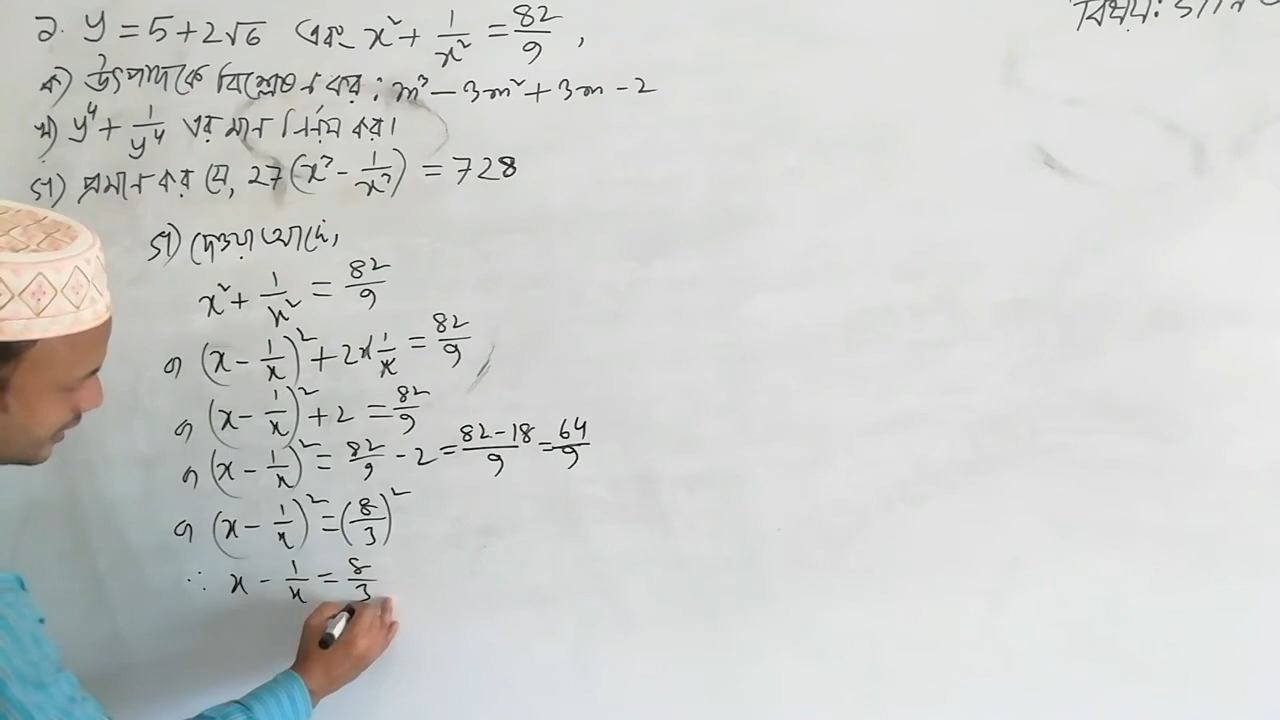 বিষয়: গণিত
২. y = 5 + 2√6 এবং x² + 1/x² = 82/9 ,
ক) উৎপাদকে বিশ্লেষণ কর : m³ – 3m² + 3m – 2
খ) y⁴ + 1/y⁴ এর মান নির্ণয় কর।
গ) প্রমাণ কর যে, 27(x³ – 1/x³) = 728
গ) দেওয়া আছে,
x² + 1/x² = 82/9
বা (x – 1/x)² + 2x1/x = 82/9
বা (x – 1/x)² + 2 = 82/9
বা (x – 1/x)² = 82/9 – 2 = 82–18/9 = 64/9
বা (x – 1/x)² = (8/3)²
∴ x – 1/x = 8/3